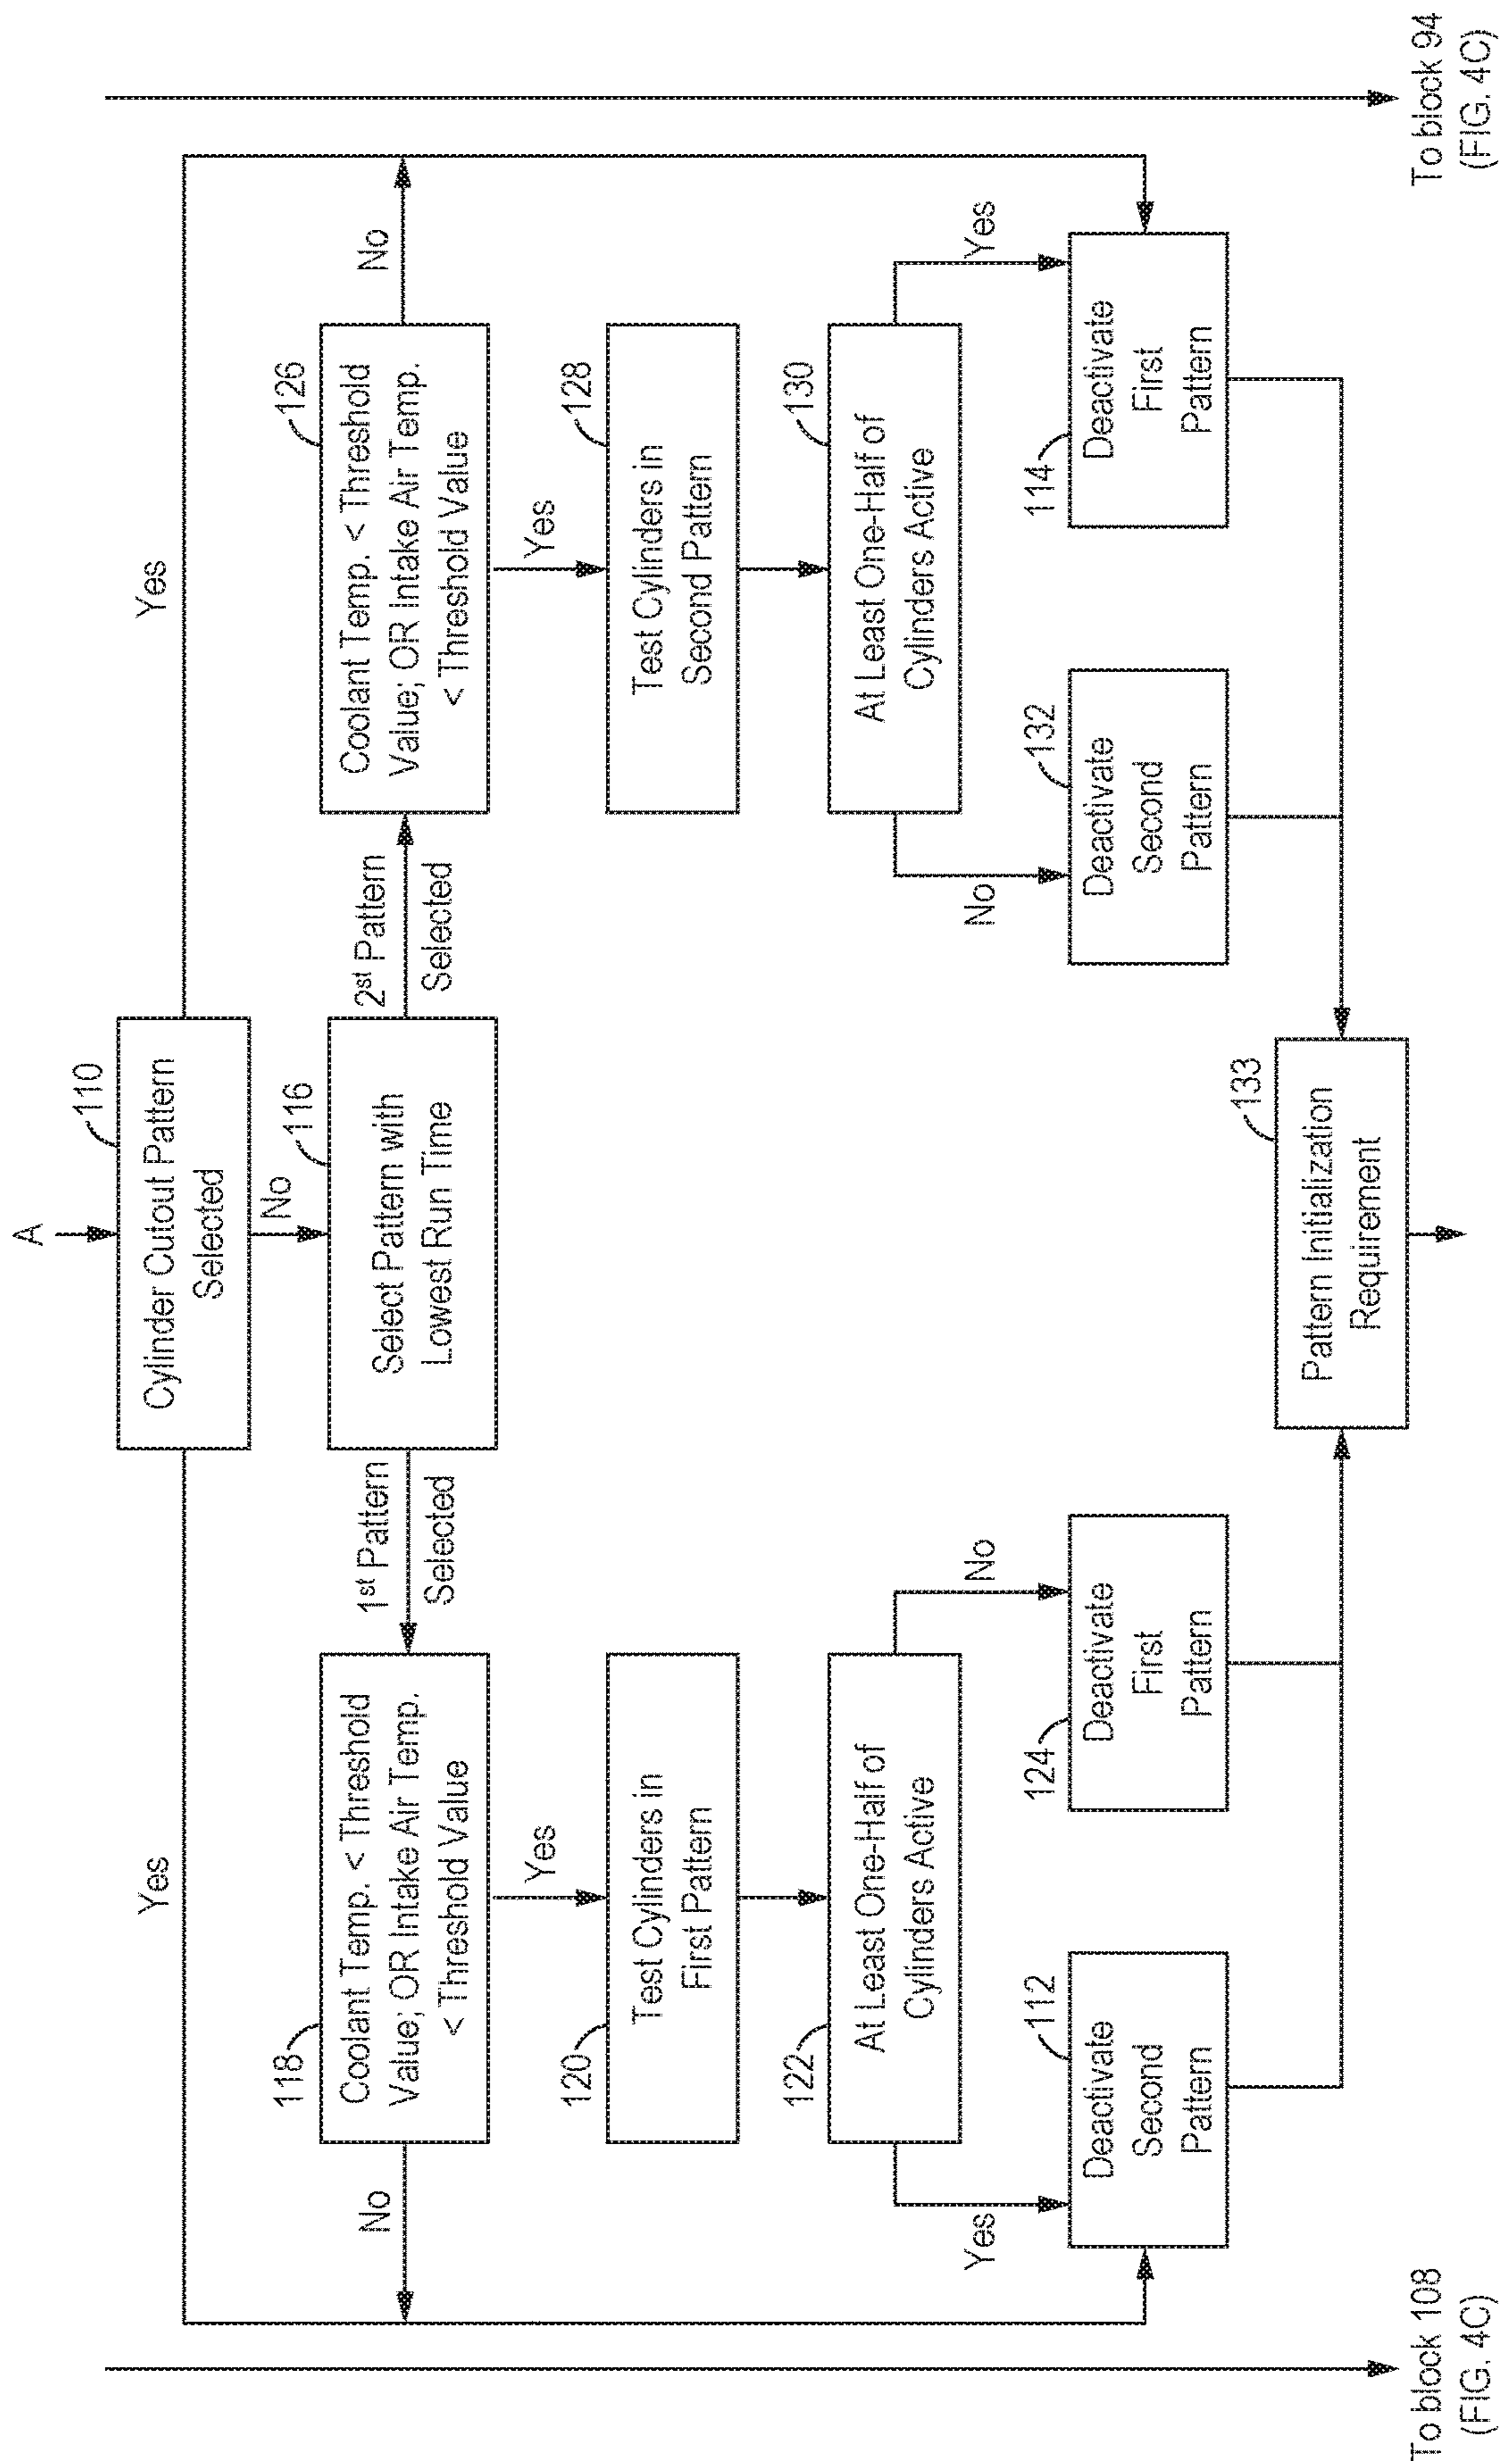 A
110
Cylinder Cutout Pattern
Selected
Yes
Yes
No
116
Select Pattern with
Lowest Run Time
1st Pattern
Selected
2st Pattern
Selected
118
Coolant Temp. < Threshold
Value; OR Intake Air Temp.
< Threshold Value
No
Yes
126
Coolant Temp. < Threshold
Value; OR Intake Air Temp.
< Threshold Value
No
Yes
120
Test Cylinders in
First Pattern
128
Test Cylinders in
Second Pattern
122
At Least One-Half of
Cylinders Active
130
At Least One-Half of
Cylinders Active
Yes
No
No
Yes
112
Deactivate
Second
Pattern
124
Deactivate
First
Pattern
132
Deactivate
Second
Pattern
114
Deactivate
First
Pattern
133
Pattern Initialization
Requirement
To block 108
(FIG. 4C)
To block 94
(FIG. 4C)